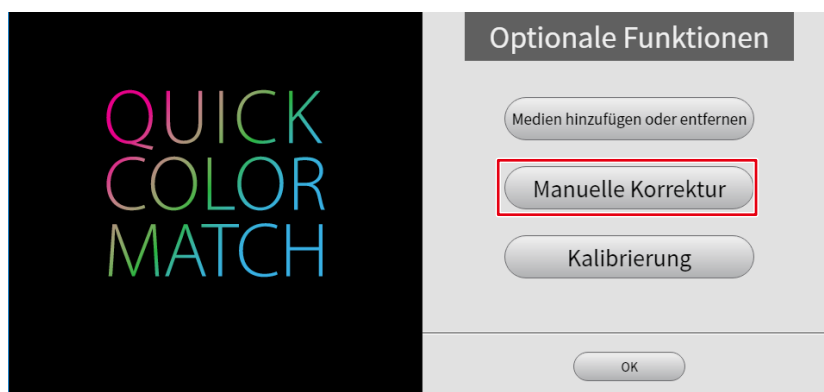 QUICK
COLOR
MATCH
Optionale Funktionen
Medien hinzufügen oder entfernen
Manuelle Korrektur
Kalibrierung
OK